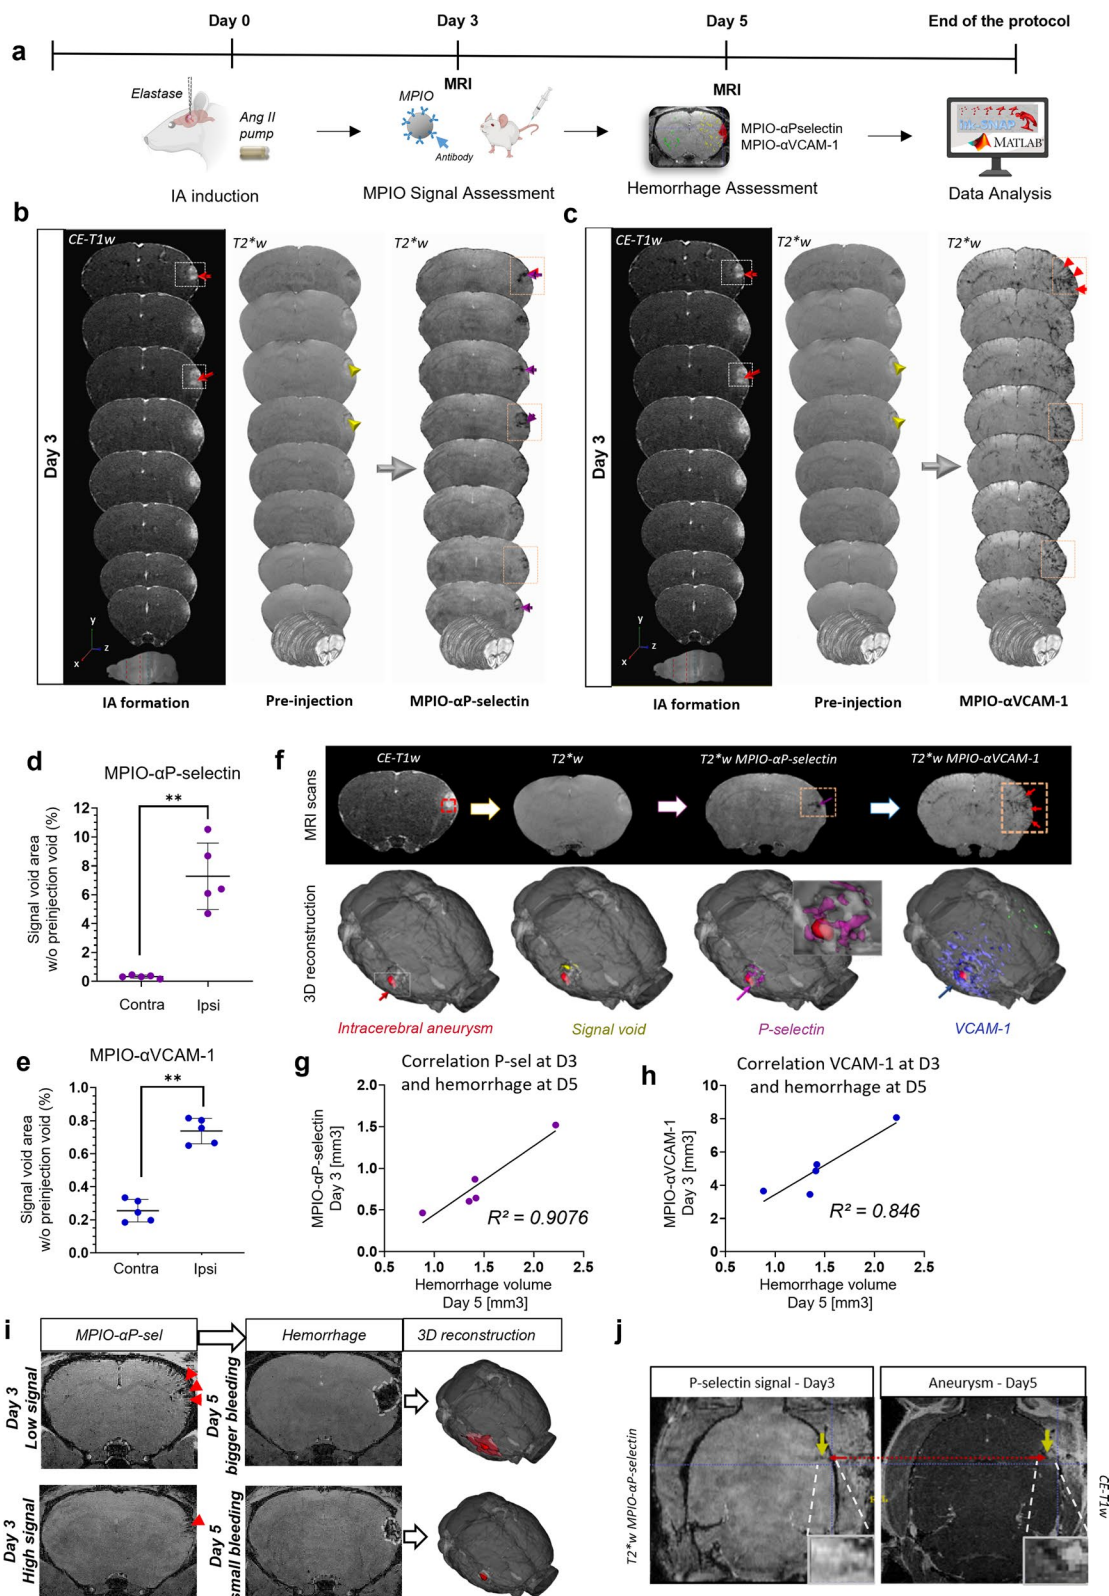 Day 0
Day 3
Day 5
End of the protocol
a
MRI
MRI
Elastase
Ang II
pump
MPIO
Antibody
MPIO-αPselectin
MPIO-αVCAM-1
MATLAB®
IA induction
MPIO Signal Assessment
Hemorrhage Assessment
Data Analysis
b
Day 3
CE-T1w
T2*w
T2*w
y
z
x
IA formation
Pre-injection
MPIO-αP-selectin
c
Day 3
CE-T1w
T2*w
T2*w
y
z
x
IA formation
Pre-injection
MPIO-αVCAM-1
d
MPIO-αP-selectin
**
Signal void area
w/o preinjection void (%)
12
10
8
6
4
2
0
Contra
Ipsi
e
MPIO-αVCAM-1
**
Signal void area
w/o preinjection void (%)
1.0
0.8
0.6
0.4
0.2
0.0
Contra
Ipsi
f
MRI scans
CE-T1w
T2*w
T2*w MPIO-αP-selectin
T2*w MPIO-αVCAM-1
3D reconstruction
Intracerebral aneurysm
Signal void
P-selectin
VCAM-1
g
Correlation P-sel at D3
and hemorrhage at D5
MPIO-αP-selectin
Day 3 [mm3]
2.0
1.5
1.0
0.5
0.0
R² = 0.9076
0.5
1.0
1.5
2.0
2.5
Hemorrhage volume
Day 5 [mm3]
h
Correlation VCAM-1 at D3
and hemorrhage at D5
MPIO-αVCAM-1
Day 3 [mm3]
10
8
6
4
2
0
R² = 0.846
0.5
1.0
1.5
2.0
2.5
Hemorrhage volume
Day 5 [mm3]
i
MPIO-αP-sel
Hemorrhage
3D reconstruction
Day 3
Low signal
Day 5
bigger bleeding
Day 3
High signal
Day 5
small bleeding
j
P-selectin signal - Day3
Aneurysm - Day5
T2*w MPIO-αP-selectin
CE-T1w